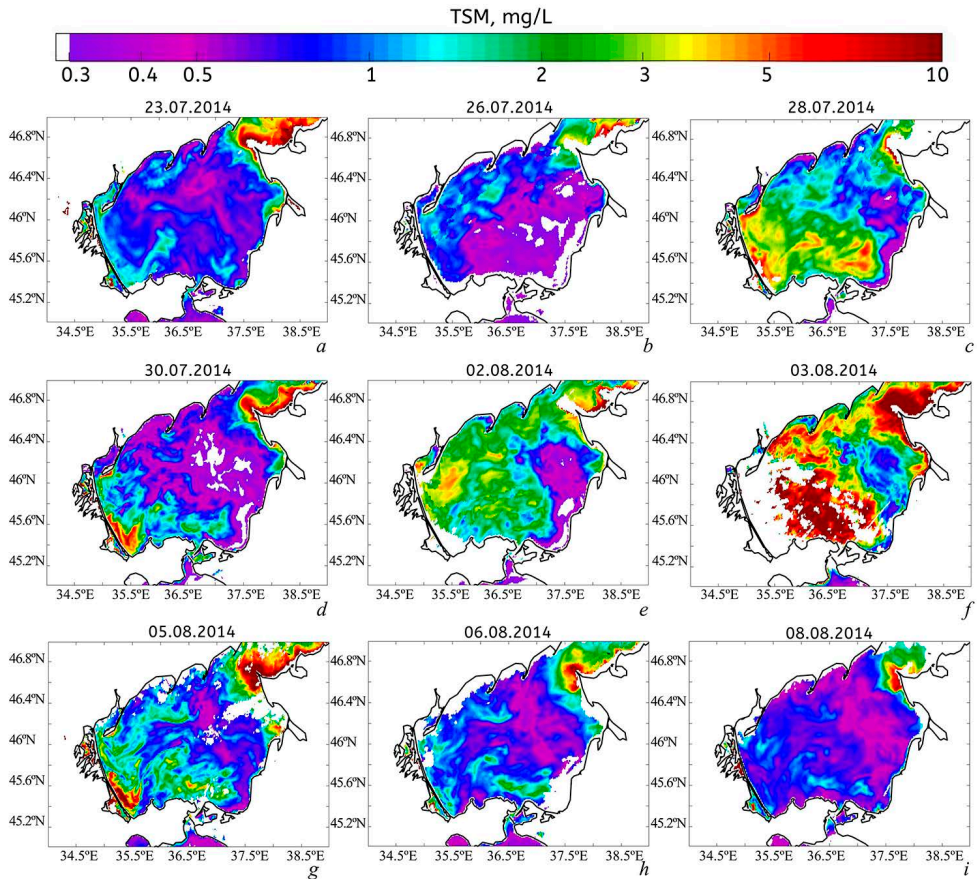 TSM, mg/L
0.3 0.4 0.5 1 2 3 5 10
23.07.2014 26.07.2014 28.07.2014
46.8ºN 46.8ºN 46.8ºN
46.4ºN 46.4ºN 46.4ºN
46ºN 46ºN 46ºN
45.6ºN 45.6ºN 45.6ºN
45.2ºN 45.2ºN 45.2ºN
34.5ºE 35.5ºE 36.5ºE 37.5ºE 38.5ºE 34.5ºE 35.5ºE 36.5ºE 37.5ºE 38.5ºE 34.5ºE 35.5ºE 36.5ºE 37.5ºE 38.5ºE
a b c
30.07.2014 02.08.2014 03.08.2014
46.8ºN 46.8ºN 46.8ºN
46.4ºN 46.4ºN 46.4ºN
46ºN 46ºN 46ºN
45.6ºN 45.6ºN 45.6ºN
45.2ºN 45.2ºN 45.2ºN
34.5ºE 35.5ºE 36.5ºE 37.5ºE 38.5ºE 34.5ºE 35.5ºE 36.5ºE 37.5ºE 38.5ºE 34.5ºE 35.5ºE 36.5ºE 37.5ºE 38.5ºE
d e f
05.08.2014 06.08.2014 08.08.2014
46.8ºN 46.8ºN 46.8ºN
46.4ºN 46.4ºN 46.4ºN
46ºN 46ºN 46ºN
45.6ºN 45.6ºN 45.6ºN
45.2ºN 45.2ºN 45.2ºN
34.5ºE 35.5ºE 36.5ºE 37.5ºE 38.5ºE 34.5ºE 35.5ºE 36.5ºE 37.5ºE 38.5ºE 34.5ºE 35.5ºE 36.5ºE 37.5ºE 38.5ºE
g h i